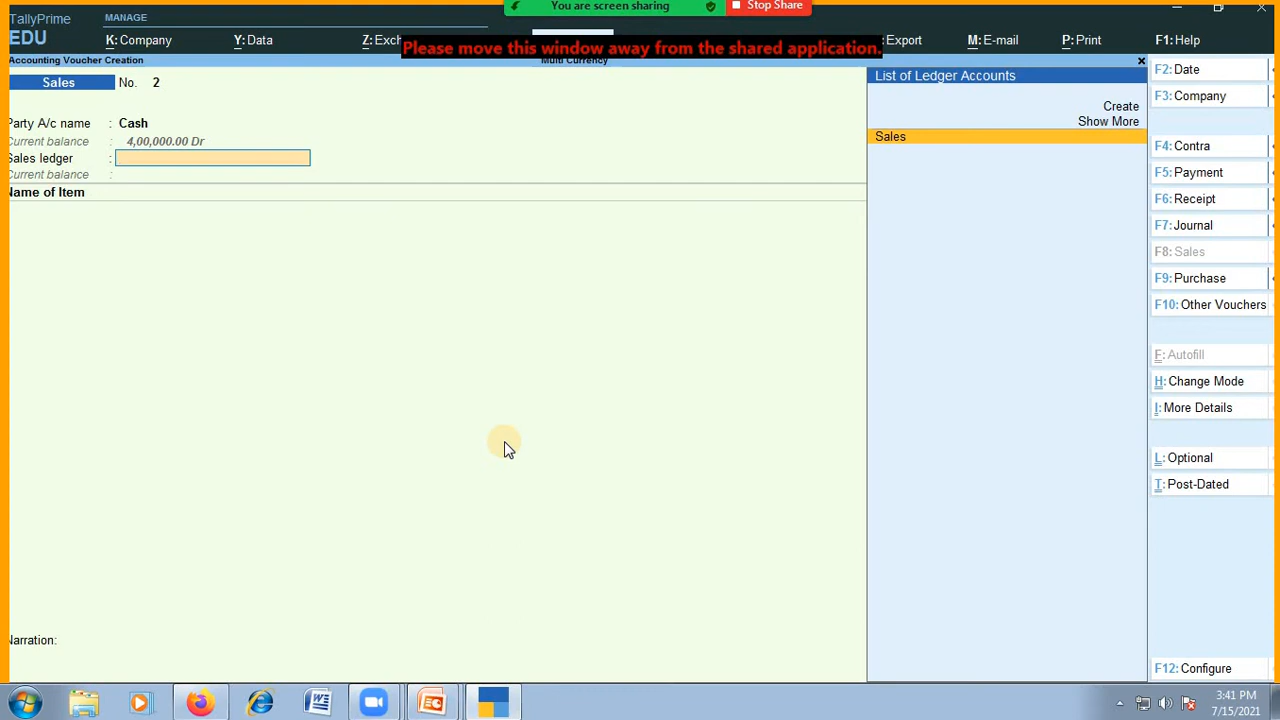 You are screen sharing
Stop Share
TallyPrime
MANAGE
EDU
K: Company
Y: Data
Z: Exch
Please move this window away from the shared application.
: Export
M: E-mail
P: Print
F1: Help
Accounting Voucher Creation
Multi Currency
Sales No. 2
Party A/c name : Cash
Current balance : 4,00,000.00 Dr
Sales ledger :
Current balance :
Name of Item
Narration:
List of Ledger Accounts
Create
Show More
Sales
F2: Date
F3: Company
F4: Contra
F5: Payment
F6: Receipt
F7: Journal
F8: Sales
F9: Purchase
F10: Other Vouchers
F: Autofill
H: Change Mode
I: More Details
L: Optional
T: Post-Dated
F12: Configure
3:41 PM
7/15/2021